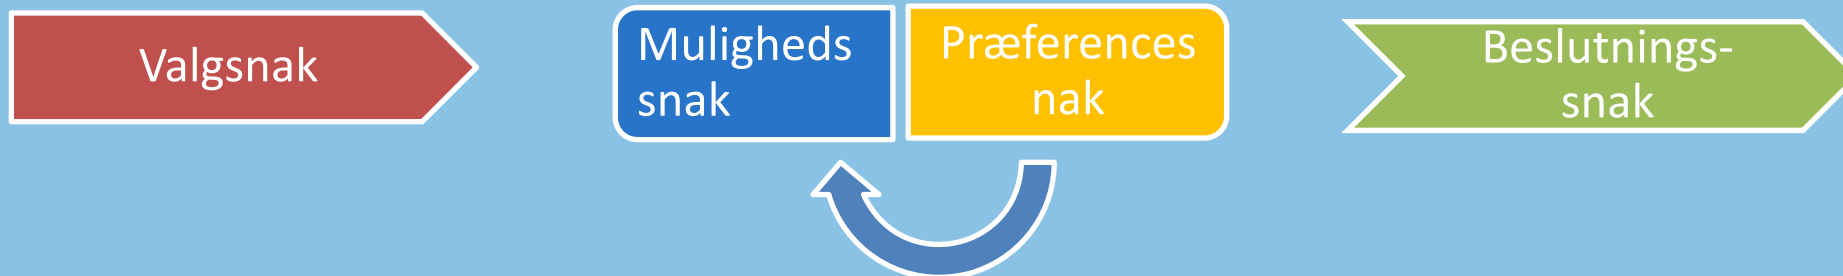 Valgsnak
Muligheds
snak
Præferences
nak
Beslutnings-
snak